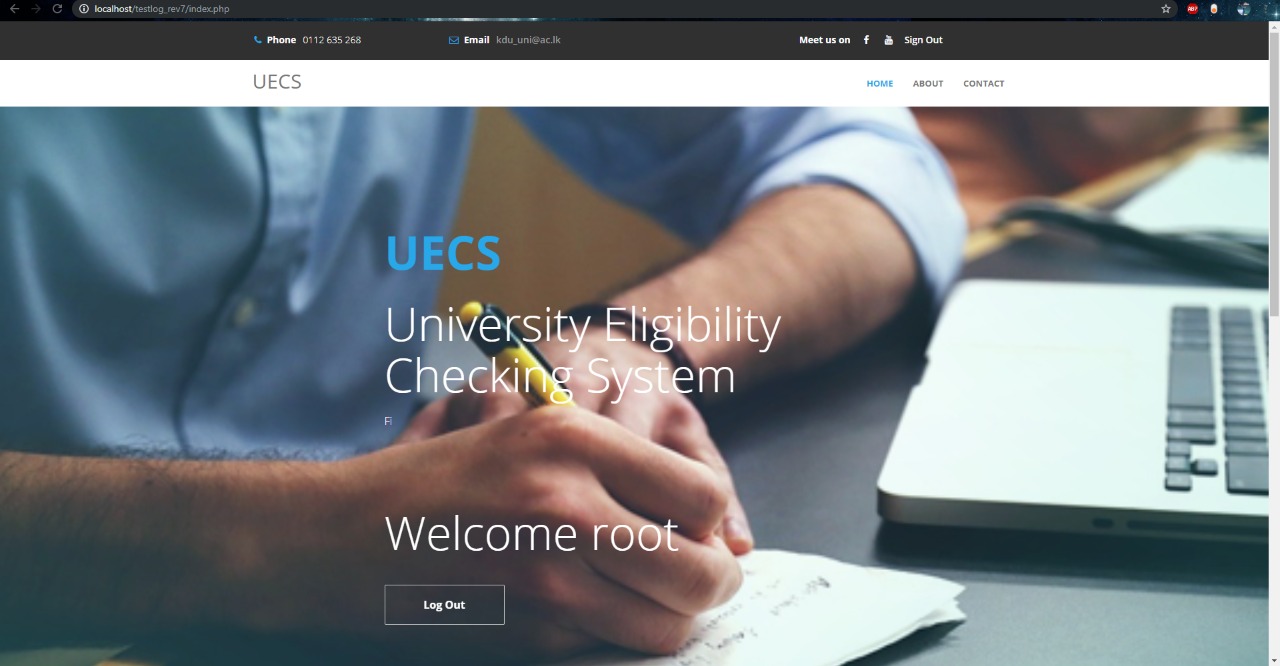 localhost/testlog_rev7/index.php
ABP
Phone 0112 635 268 Email kdu_uni@ac.lk Meet us on Sign Out
UECS HOME ABOUT CONTACT
UECS
University Eligibility
Checking System
Fi
Welcome root
Log Out